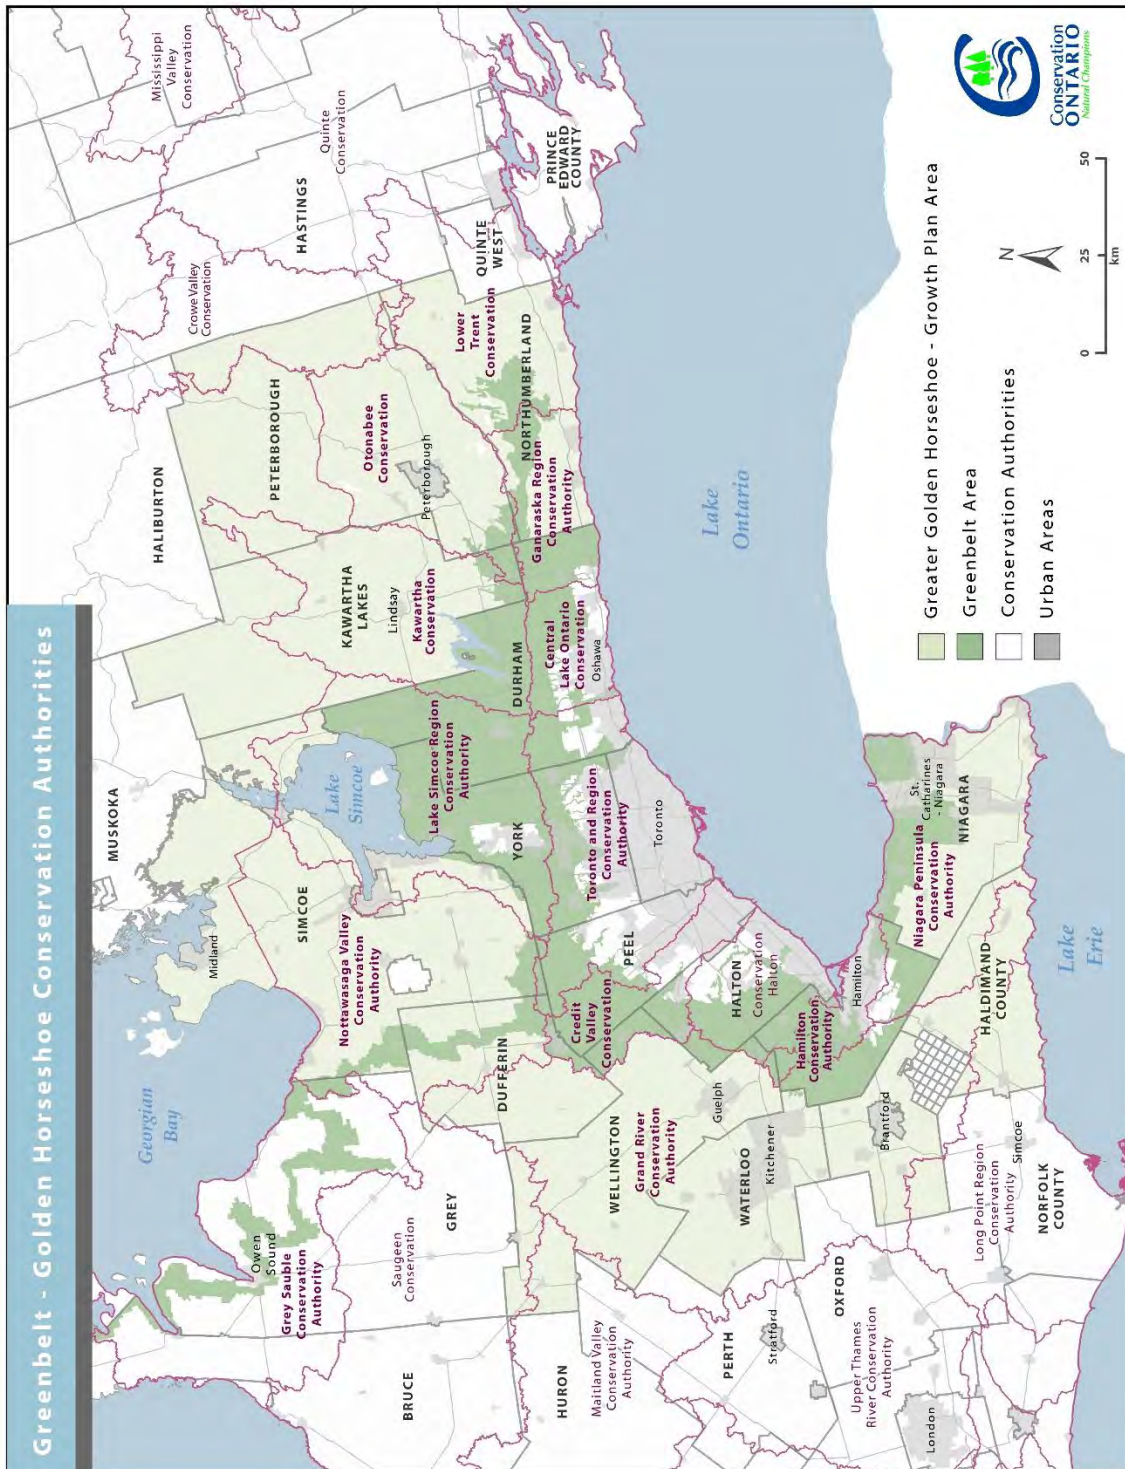 Greenbelt - Golden Horseshoe Conservation Authorities
Mississippi
Valley
Conservation
Quinte
Conservation
HASTINGS
Crowe Valley
Conservation
PRINCE
EDWARD
COUNTY
QUINTE
WEST
Lower
Trent
Conservation
NORTHUMBERLAND
HALIBURTON
PETERBOROUGH
Otonabee
Conservation
Peterborough
Ganaraska Region
Conservation
Authority
KAWARTHA
LAKES
Lindsay
Kawartha
Conservation
DURHAM
Central
Lake Ontario
Conservation
Oshawa
MUSKOKA
Lake
Simcoe
Lake Simcoe Region
Conservation
Authority
YORK
Toronto and Region
Conservation
Authority
Toronto
Lake
Ontario
Georgian
Bay
Midland
SIMCOE
Nottawasaga Valley
Conservation
Authority
PEEL
Credit
Valley
Conservation
HALTON
Conservation
Halton
DUFFERIN
Hamilton
Conservation
Authority
Hamilton
Niagara Peninsula
Conservation
Authority
St.
Catharines
- Niagara
NIAGARA
Owen
Sound
Grey Sauble
Conservation
Authority
Saugeen
Conservation
GREY
WELLINGTON
Grand River
Conservation
Authority
Guelph
WATERLOO
Kitchener
Brantford
HALDIMAND
COUNTY
Lake
Erie
BRUCE
HURON
Maitland Valley
Conservation
Authority
PERTH
Stratford
OXFORD
Upper Thames
River Conservation
Authority
London
Long Point Region
Conservation
Authority
Simcoe
NORFOLK
COUNTY
Greater Golden Horseshoe - Growth Plan Area
Greenbelt Area
Conservation Authorities
Urban Areas
N
0
25
50
km
Conservation
ONTARIO
Natural Champions